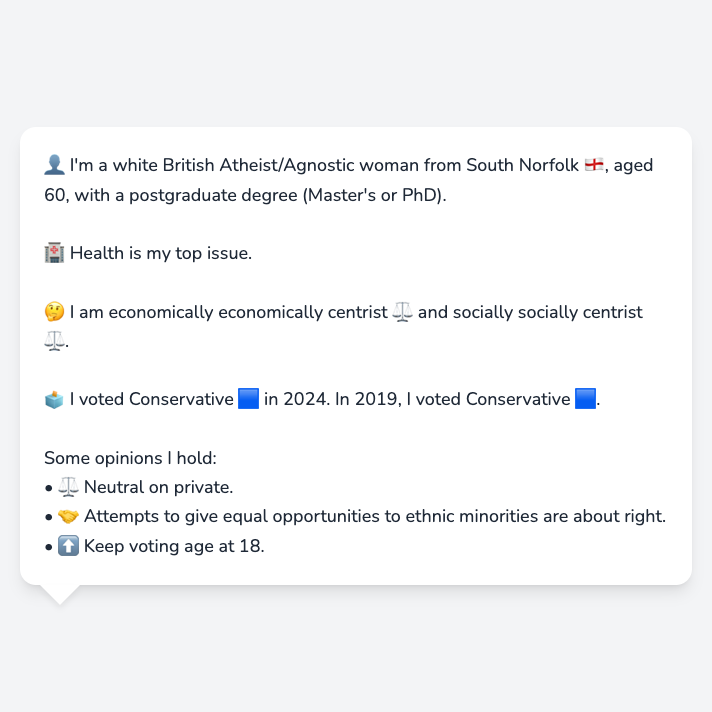 👤 I'm a white British Atheist/Agnostic woman from South Norfolk 🏴󠁧󠁢󠁥󠁮󠁧󠁿, aged
60, with a postgraduate degree (Master's or PhD).
🏥 Health is my top issue.
🤔 I am economically economically centrist ⚖️ and socially socially centrist
⚖️.
🗳️ I voted Conservative 🟦 in 2024. In 2019, I voted Conservative 🟦.
Some opinions I hold:
• ⚖️ Neutral on private.
• 🤝 Attempts to give equal opportunities to ethnic minorities are about right.
• ⬆️ Keep voting age at 18.